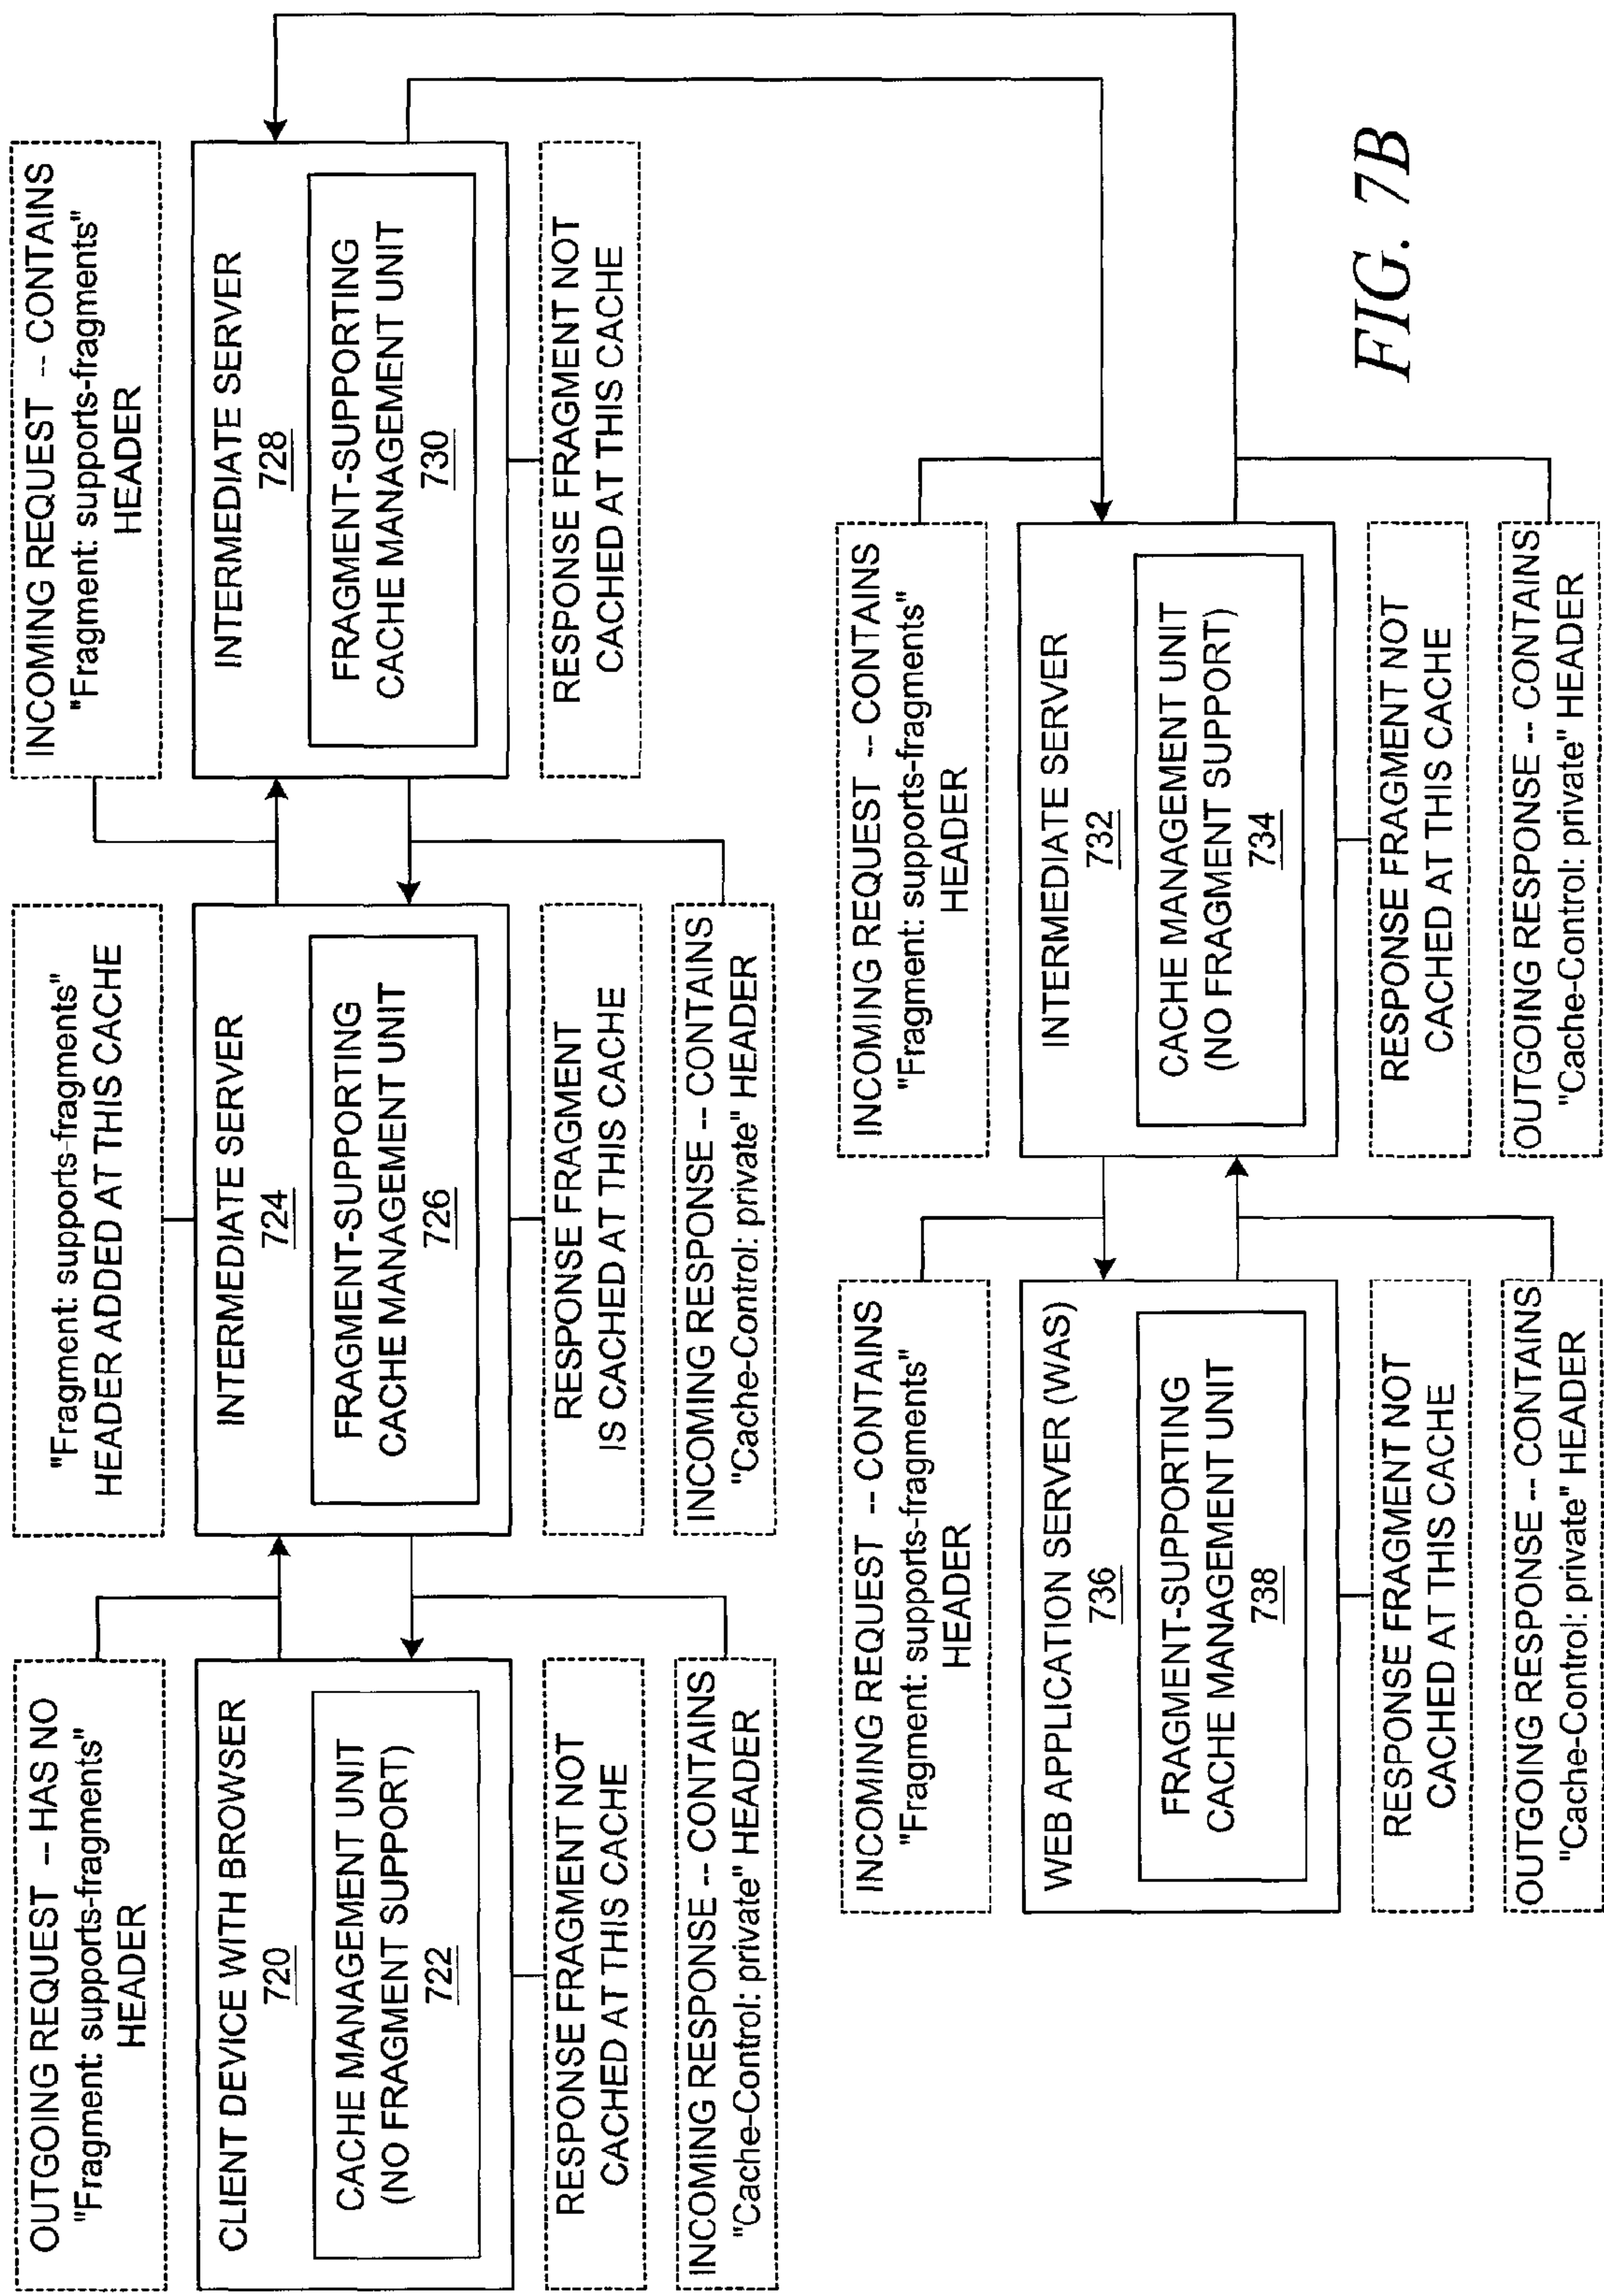 OUTGOING REQUEST -- HAS NO
"Fragment: supports-fragments"
HEADER
CLIENT DEVICE WITH BROWSER
720
CACHE MANAGEMENT UNIT
(NO FRAGMENT SUPPORT)
722
RESPONSE FRAGMENT NOT
CACHED AT THIS CACHE
INCOMING RESPONSE -- CONTAINS
"Cache-Control: private" HEADER
"Fragment: supports-fragments"
HEADER ADDED AT THIS CACHE
INTERMEDIATE SERVER
724
FRAGMENT-SUPPORTING
CACHE MANAGEMENT UNIT
726
RESPONSE FRAGMENT
IS CACHED AT THIS CACHE
INCOMING RESPONSE -- CONTAINS
"Cache-Control: private" HEADER
INCOMING REQUEST -- CONTAINS
"Fragment: supports-fragments"
HEADER
INTERMEDIATE SERVER
728
FRAGMENT-SUPPORTING
CACHE MANAGEMENT UNIT
730
RESPONSE FRAGMENT NOT
CACHED AT THIS CACHE
INCOMING REQUEST -- CONTAINS
"Fragment: supports-fragments"
HEADER
WEB APPLICATION SERVER (WAS)
736
FRAGMENT-SUPPORTING
CACHE MANAGEMENT UNIT
738
RESPONSE FRAGMENT NOT
CACHED AT THIS CACHE
OUTGOING RESPONSE -- CONTAINS
"Cache-Control: private" HEADER
INCOMING REQUEST -- CONTAINS
"Fragment: supports-fragments"
HEADER
INTERMEDIATE SERVER
732
CACHE MANAGEMENT UNIT
(NO FRAGMENT SUPPORT)
734
RESPONSE FRAGMENT NOT
CACHED AT THIS CACHE
OUTGOING RESPONSE -- CONTAINS
"Cache-Control: private" HEADER
FIG. 7B